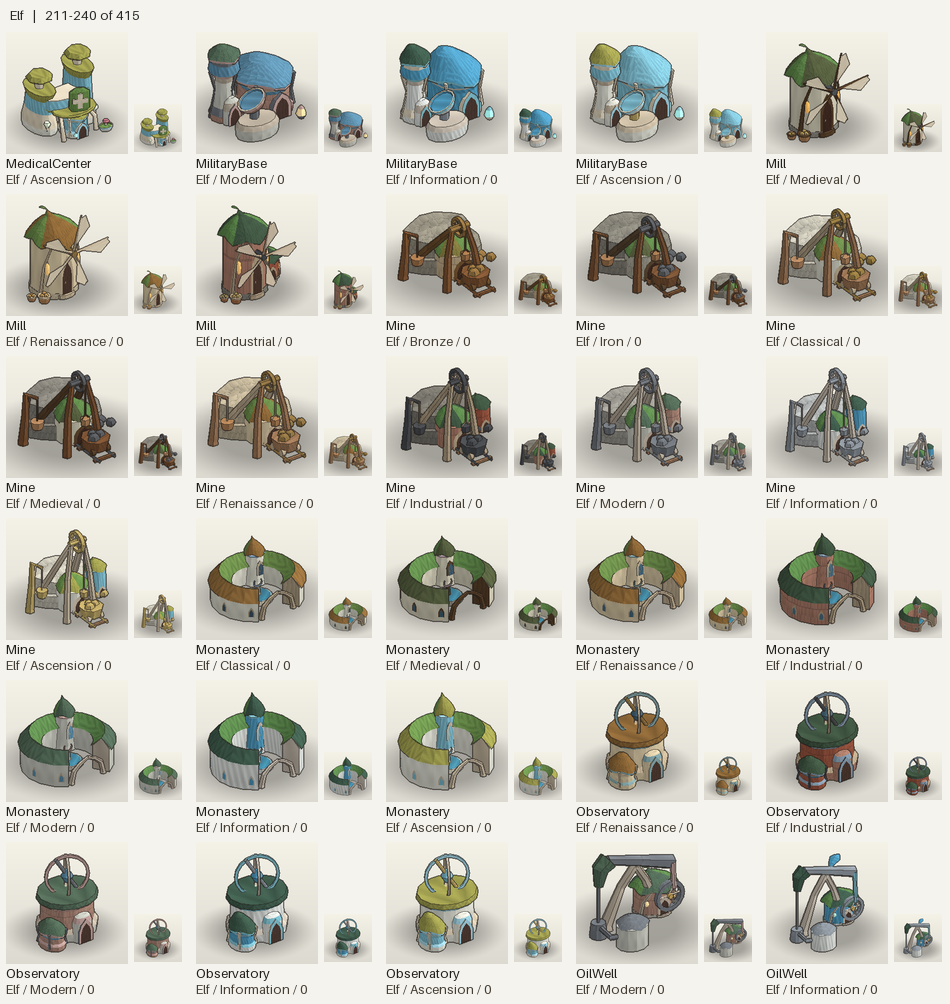 Elf | 211-240 of 415
MedicalCenter
Elf / Ascension / 0
MilitaryBase
Elf / Modern / 0
MilitaryBase
Elf / Information / 0
MilitaryBase
Elf / Ascension / 0
Mill
Elf / Medieval / 0
Mill
Elf / Renaissance / 0
Mill
Elf / Industrial / 0
Mine
Elf / Bronze / 0
Mine
Elf / Iron / 0
Mine
Elf / Classical / 0
Mine
Elf / Medieval / 0
Mine
Elf / Renaissance / 0
Mine
Elf / Industrial / 0
Mine
Elf / Modern / 0
Mine
Elf / Information / 0
Mine
Elf / Ascension / 0
Monastery
Elf / Classical / 0
Monastery
Elf / Medieval / 0
Monastery
Elf / Renaissance / 0
Monastery
Elf / Industrial / 0
Monastery
Elf / Modern / 0
Monastery
Elf / Information / 0
Monastery
Elf / Ascension / 0
Observatory
Elf / Renaissance / 0
Observatory
Elf / Industrial / 0
Observatory
Elf / Modern / 0
Observatory
Elf / Information / 0
Observatory
Elf / Ascension / 0
OilWell
Elf / Modern / 0
OilWell
Elf / Information / 0